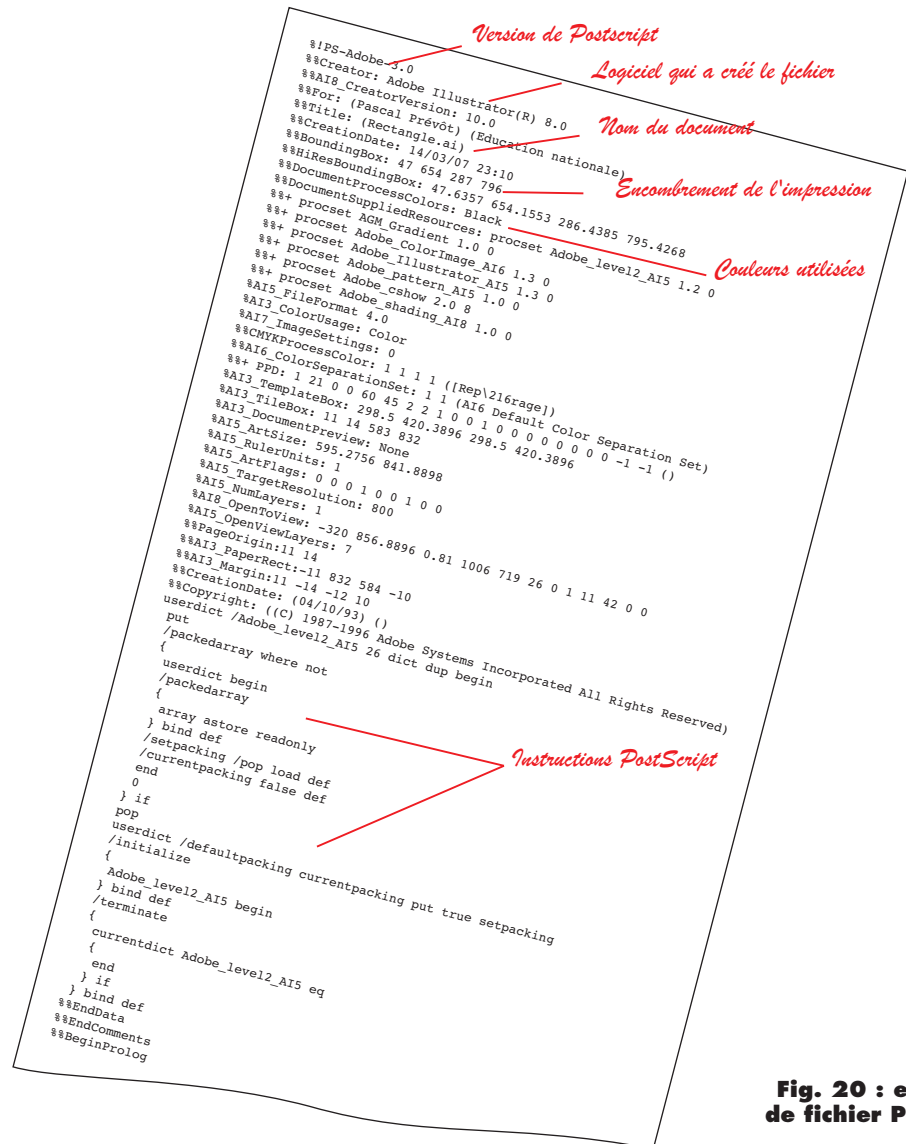 %!PS-Adobe-3.0
%%Creator: Adobe Illustrator(R) 8.0
%%AI8_CreatorVersion: 10.0
%%For: (Pascal Prévôt) (Education nationale)
%%Title: (Rectangle.ai)
%%CreationDate: 14/03/07 23:10
%%BoundingBox: 47 654 287 796
%%HiResBoundingBox: 47.6357 654.1553 286.4385 795.4268
%%DocumentProcessColors: Black
%%DocumentSuppliedResources: procset Adobe_level2_AI5 1.2 0
%%+ procset AGM_Gradient 1.0 0
%%+ procset Adobe_ColorImage_AI6 1.3 0
%%+ procset Adobe_Illustrator_AI5 1.3 0
%%+ procset Adobe_pattern_AI5 1.0 0
%%+ procset Adobe_cshow 2.0 8
%%+ procset Adobe_shading_AI8 1.0 0
%AI5_FileFormat 4.0
%AI3_ColorUsage: Color
%AI7_ImageSettings: 0
%%CMYKProcessColor: 1 1 1 1 ([Rep\216rage])
%%AI6_ColorSeparationSet: 1 1 (AI6 Default Color Separation Set)
%%+ PPD: 1 21 0 0 60 45 2 2 1 0 0 1 0 0 0 0 0 0 0 0 0 -1 -1 ()
%AI3_TemplateBox: 298.5 420.3896 298.5 420.3896
%AI3_TileBox: 11 14 583 832
%AI3_DocumentPreview: None
%AI5_ArtSize: 595.2756 841.8898
%AI5_RulerUnits: 1
%AI5_ArtFlags: 0 0 0 1 0 0 1 0 0
%AI5_TargetResolution: 800
%AI5_NumLayers: 1
%AI8_OpenToView: -320 856.8896 0.81 1006 719 26 0 1 11 42 0 0
%AI5_OpenViewLayers: 7
%%PageOrigin:11 14
%%AI3_PaperRect:-11 832 584 -10
%%AI3_Margin:11 -14 -12 10
%%CreationDate: (04/10/93) ()
%%Copyright: ((C) 1987-1996 Adobe Systems Incorporated All Rights Reserved)
userdict /Adobe_level2_AI5 26 dict dup begin
put
/packedarray where not
{
userdict begin
/packedarray
{
array astore readonly
} bind def
/setpacking /pop load def
/currentpacking false def
end
0
} if
pop
userdict /defaultpacking currentpacking put true setpacking
/initialize
{
Adobe_level2_AI5 begin
} bind def
/terminate
{
currentdict Adobe_level2_AI5 eq
{
end
} if
} bind def
%%EndData
%%EndComments
%%BeginProlog
Version de Postscript
Logiciel qui a créé le fichier
Nom du document
Encombrement de l'impression
Couleurs utilisées
Instructions PostScript
Fig. 20 : e
de fichier P